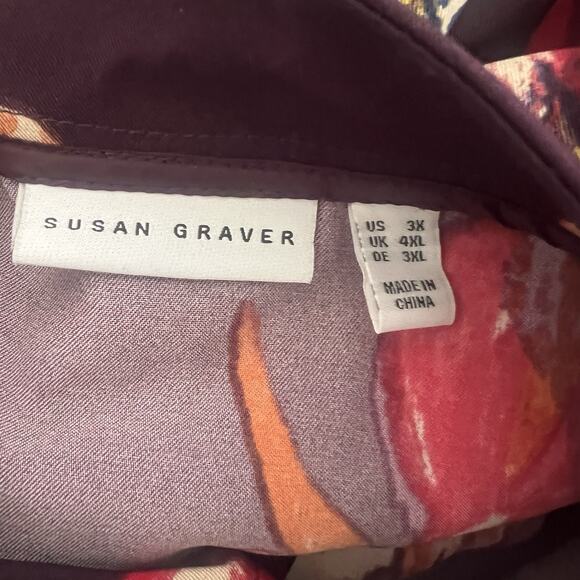 SUSAN GRAVER
US 3X
UK 4XL
DE 3XL
MADE IN
CHINA